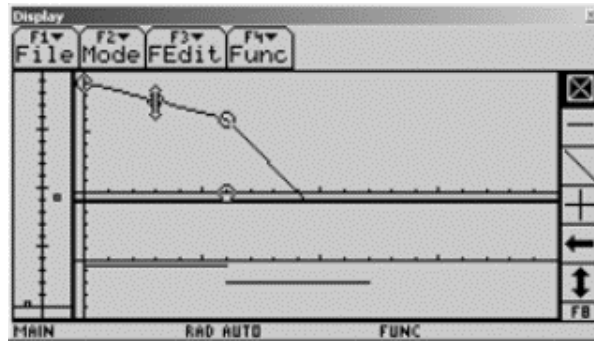 Display
F1▼ F2▼ F3▼ F4▼
File Mode FEdit Func
F8
MAIN RAD AUTO FUNC